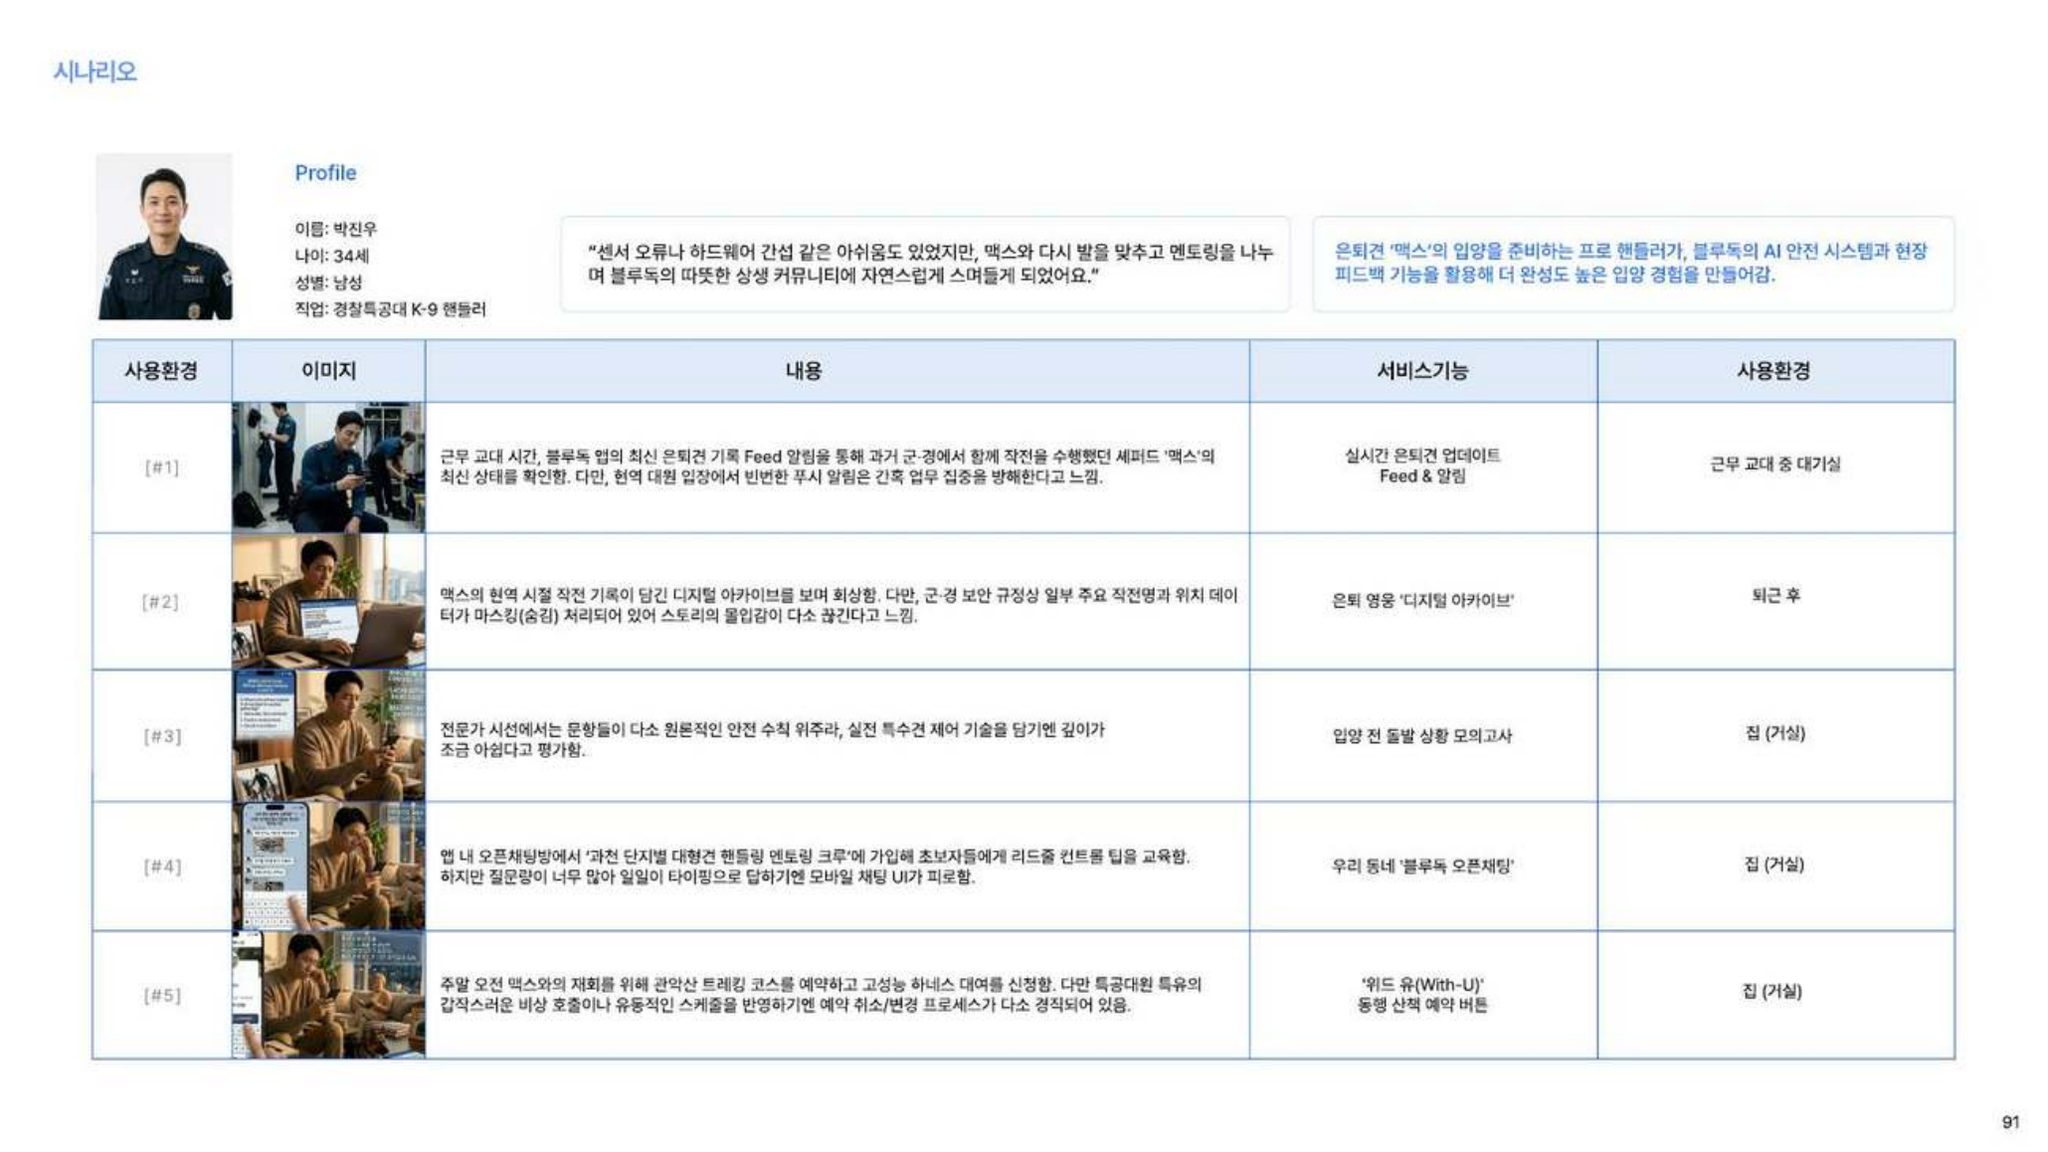 시나리오
Profile
이름: 박진우
나이: 34세
성별: 남성
직업: 경찰특공대 K-9 핸들러
“센서 오류나 하드웨어 간섭 같은 아쉬움도 있었지만, 맥스와 다시 발을 맞추고 멘토링을 나누
며 블루독의 따뜻한 상생 커뮤니티에 자연스럽게 스며들게 되었어요.”
은퇴견 ‘맥스’의 입양을 준비하는 프로 핸들러가, 블루독의 AI 안전 시스템과 현장
피드백 기능을 활용해 더 완성도 높은 입양 경험을 만들어감.
사용환경 이미지 내용 서비스기능 사용환경
[#1]
근무 교대 시간, 블루독 앱의 최신 은퇴견 기록 Feed 알림을 통해 과거 군·경에서 함께 작전을 수행했던 셰퍼드 '맥스'의
최신 상태를 확인함. 다만, 현역 대원 입장에서 빈번한 푸시 알림은 간혹 업무 집중을 방해한다고 느낌.
실시간 은퇴견 업데이트
Feed & 알림
근무 교대 중 대기실
[#2]
맥스의 현역 시절 작전 기록이 담긴 디지털 아카이브를 보며 회상함. 다만, 군·경 보안 규정상 일부 주요 작전명과 위치 데이
터가 마스킹(숨김) 처리되어 있어 스토리의 몰입감이 다소 끊긴다고 느낌.
은퇴 영웅 '디지털 아카이브'
퇴근 후
[#3]
전문가 시선에서는 문항들이 다소 원론적인 안전 수칙 위주라, 실전 특수견 제어 기술을 담기엔 깊이가
조금 아쉽다고 평가함.
입양 전 돌발 상황 모의고사
집 (거실)
[#4]
앱 내 오픈채팅방에서 '과천 단지별 대형견 핸들링 멘토링 크루'에 가입해 초보자들에게 리드줄 컨트롤 팁을 교육함.
하지만 질문량이 너무 많아 일일이 타이핑으로 답하기엔 모바일 채팅 UI가 피로함.
우리 동네 '블루독 오픈채팅'
집 (거실)
[#5]
주말 오전 맥스와의 재회를 위해 관악산 트레킹 코스를 예약하고 고성능 하네스 대여를 신청함. 다만 특공대원 특유의
갑작스러운 비상 호출이나 유동적인 스케줄을 반영하기엔 예약 취소/변경 프로세스가 다소 경직되어 있음.
'위드 유(With-U)'
동행 산책 예약 버튼
집 (거실)
91